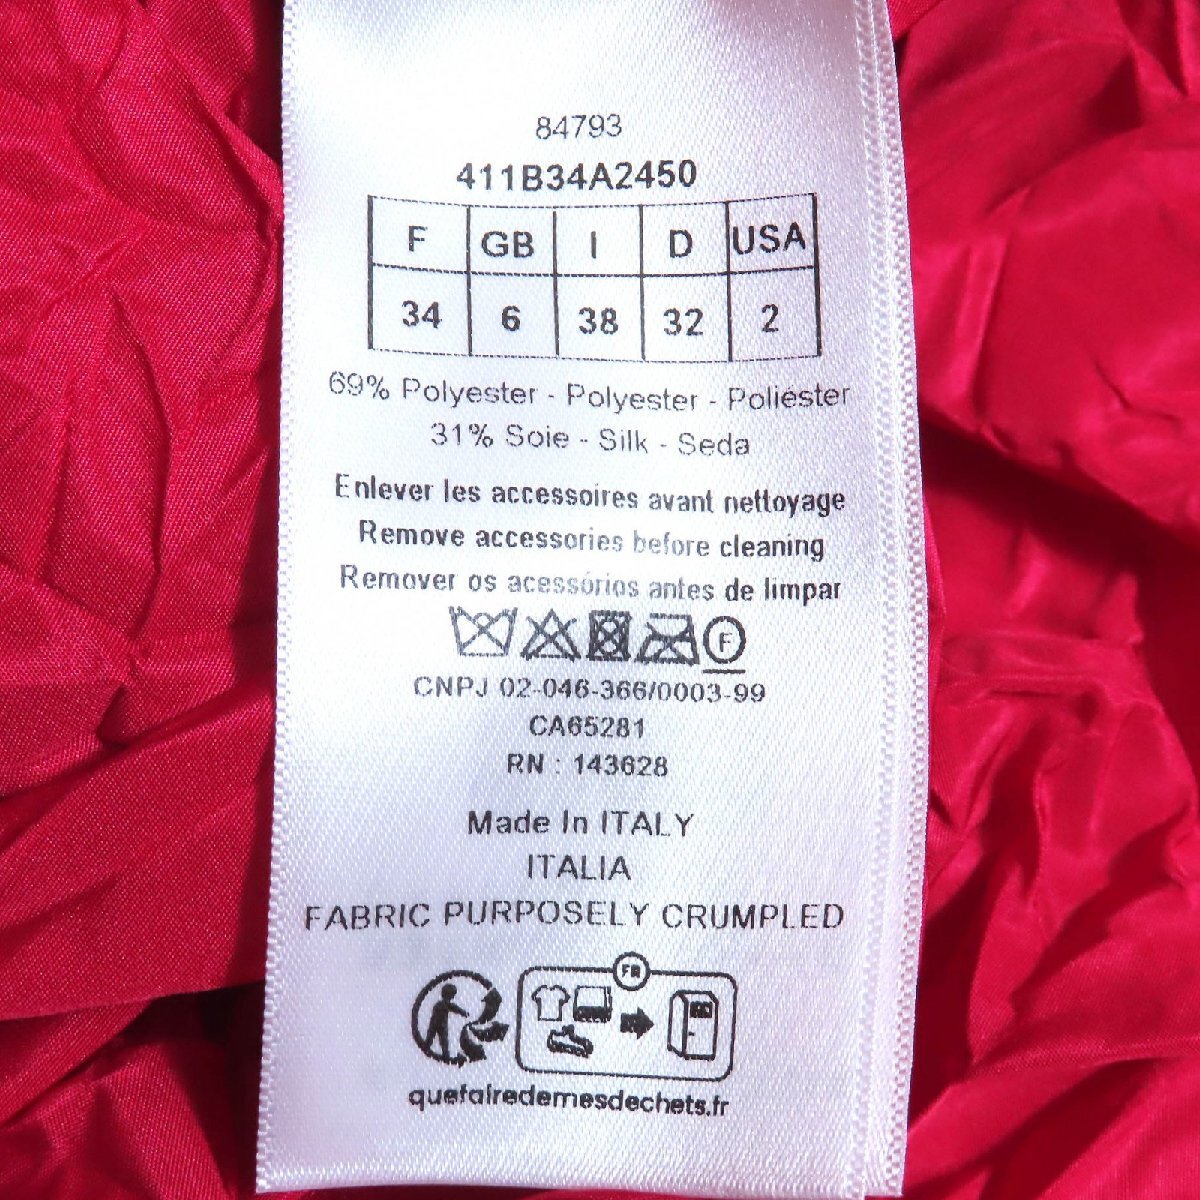 84793
411B34A2450
F GB I D USA
34 6 38 32 2
69% Polyester - Polyester - Poliéster
31% Soie - Silk - Seda
Enlever les accessoires avant nettoyage
Remove accessories before cleaning
Remover os acessórios antes de limpar
F
CNPJ 02-046-366/0003-99
CA65281
RN : 143628
Made In ITALY
ITALIA
FABRIC PURPOSELY CRUMPLED
FR
quefairedemesdechets.fr